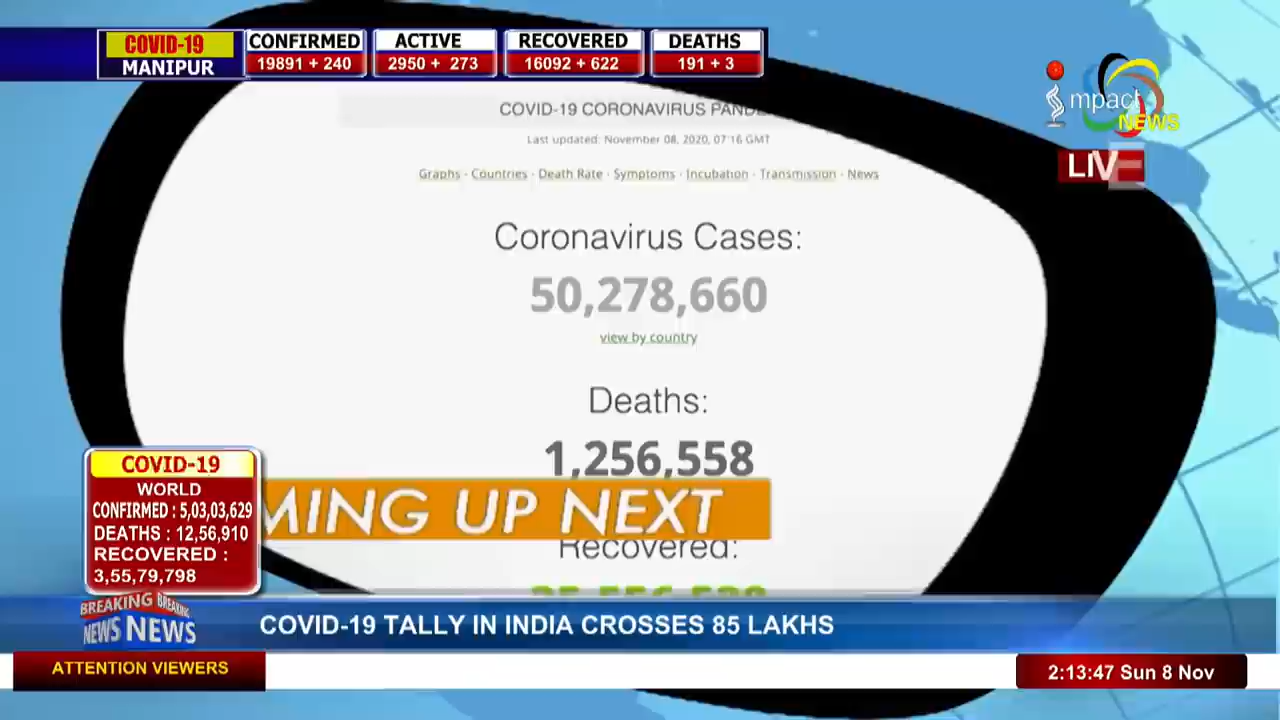 COVID-19
MANIPUR
CONFIRMED
19891 + 240
ACTIVE
2950 + 273
RECOVERED
16092 + 622
DEATHS
191 + 3
mpact
NEWS
LIVE
COVID-19 CORONAVIRUS PANDE
Last updated: November 08, 2020, 07:16 GMT
Graphs - Countries - Death Rate - Symptoms - Incubation - Transmission - News
Coronavirus Cases:
50,278,660
view by country
Deaths:
1,256,558
MING UP NEXT
Recovered:
COVID-19
WORLD
CONFIRMED : 5,03,03,629
DEATHS : 12,56,910
RECOVERED :
3,55,79,798
BREAKING BREAKING
NEWS NEWS
COVID-19 TALLY IN INDIA CROSSES 85 LAKHS
ATTENTION VIEWERS
2:13:47 Sun 8 Nov